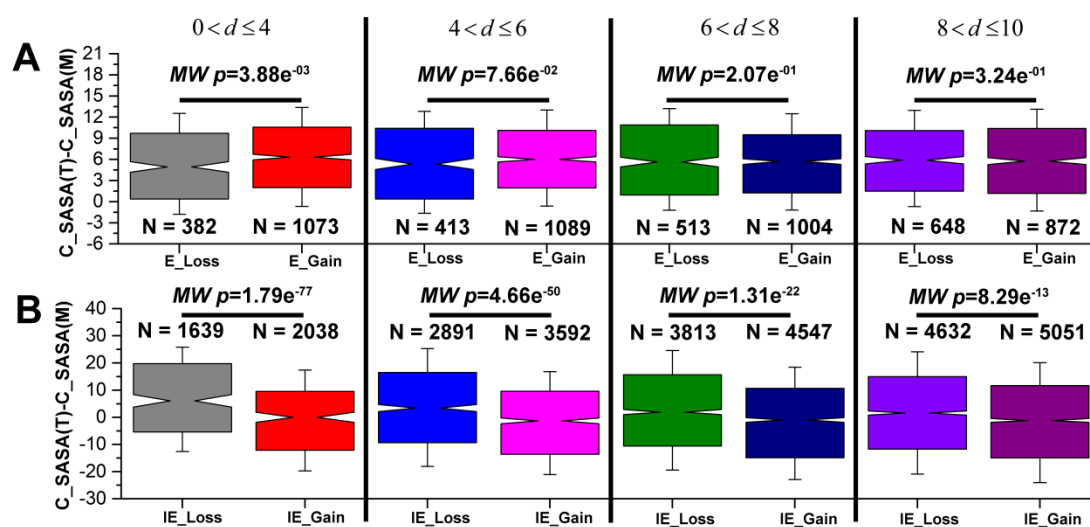 0 < d ≤ 4 4 < d ≤ 6 6 < d ≤ 8 8 < d ≤ 10
A
C_SASA(T)-C_SASA(M)
21
18
15
12
9
6
3
0
-3
-6
MW p=3.88e⁻⁰³ MW p=7.66e⁻⁰² MW p=2.07e⁻⁰¹ MW p=3.24e⁻⁰¹
N = 382 N = 1073 N = 413 N = 1089 N = 513 N = 1004 N = 648 N = 872
E_Loss E_Gain E_Loss E_Gain E_Loss E_Gain E_Loss E_Gain
B
C_SASA(T)-C_SASA(M)
40
30
20
10
0
-10
-20
-30
MW p=1.79e⁻⁷⁷ MW p=4.66e⁻⁵⁰ MW p=1.31e⁻²² MW p=8.29e⁻¹³
N = 1639 N = 2038 N = 2891 N = 3592 N = 3813 N = 4547 N = 4632 N = 5051
IE_Loss IE_Gain IE_Loss IE_Gain IE_Loss IE_Gain IE_Loss IE_Gain